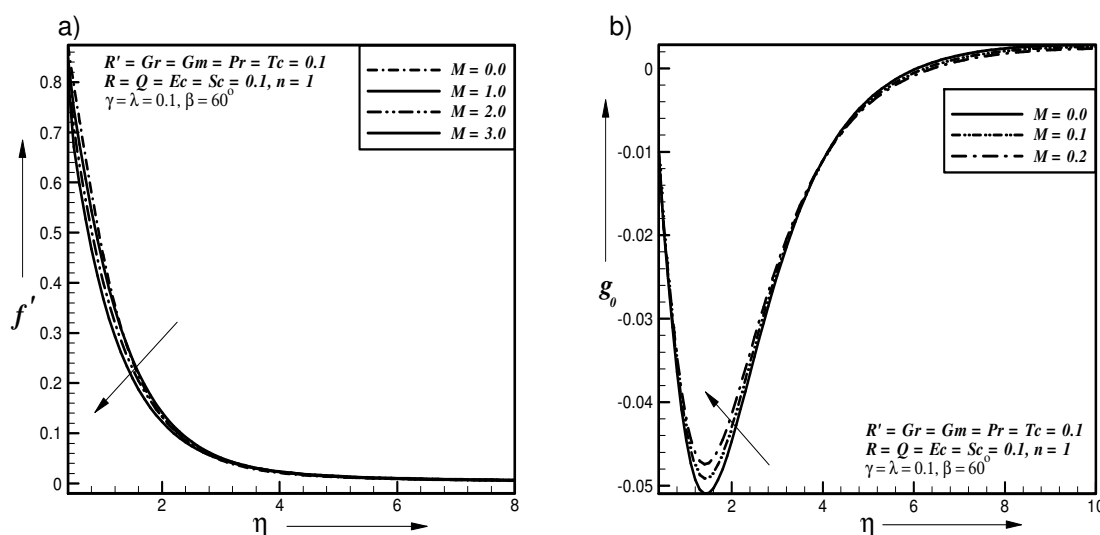 a)
R' = Gr = Gm = Pr = Tc = 0.1
R = Q = Ec = Sc = 0.1, n = 1
γ = λ = 0.1, β = 60°
M = 0.0
M = 1.0
M = 2.0
M = 3.0
0.8
0.7
0.6
0.5
0.4
0.3
0.2
0.1
0
f '
2
4
6
8
η
b)
0
-0.01
-0.02
-0.03
-0.04
-0.05
g₀
M = 0.0
M = 0.1
M = 0.2
R' = Gr = Gm = Pr = Tc = 0.1
R = Q = Ec = Sc = 0.1, n = 1
γ = λ = 0.1, β = 60°
2
4
6
8
10
η